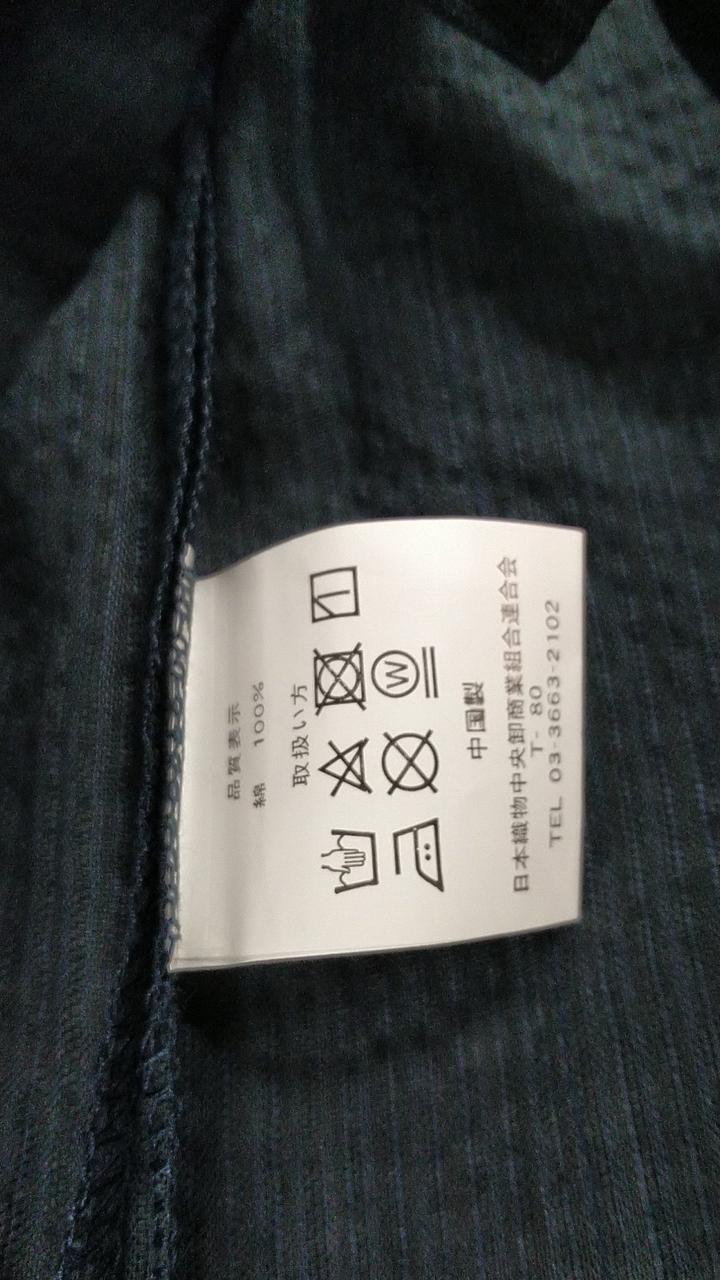 品質表示
綿 100%
取扱い方
W
中国製
日本織物中央卸商業組合連合会
T- 80
TEL 03-3663-2102